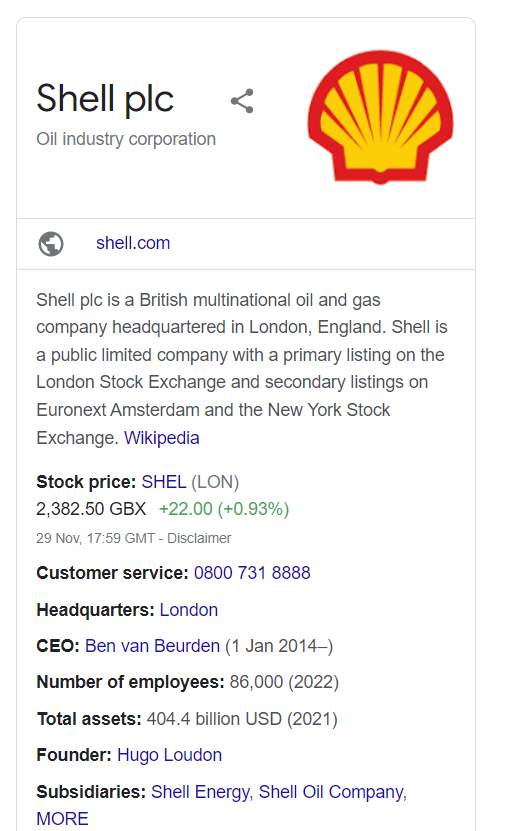 Shell plc
Oil industry corporation
shell.com
Shell plc is a British multinational oil and gas
company headquartered in London, England. Shell is
a public limited company with a primary listing on the
London Stock Exchange and secondary listings on
Euronext Amsterdam and the New York Stock
Exchange. Wikipedia
Stock price: SHEL (LON)
2,382.50 GBX +22.00 (+0.93%)
29 Nov, 17:59 GMT - Disclaimer
Customer service: 0800 731 8888
Headquarters: London
CEO: Ben van Beurden (1 Jan 2014–)
Number of employees: 86,000 (2022)
Total assets: 404.4 billion USD (2021)
Founder: Hugo Loudon
Subsidiaries: Shell Energy, Shell Oil Company,
MORE